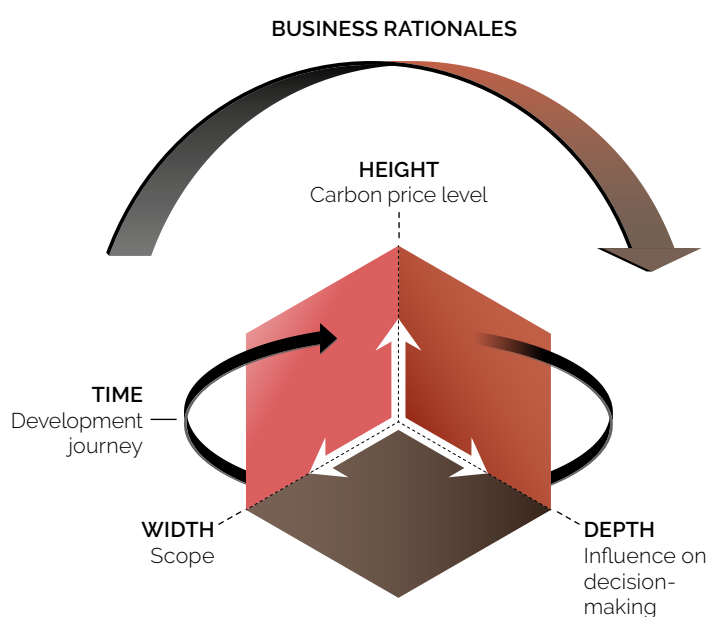 BUSINESS RATIONALES
HEIGHT
Carbon price level
TIME
Development
journey
WIDTH
Scope
DEPTH
Influence on
decision-
making